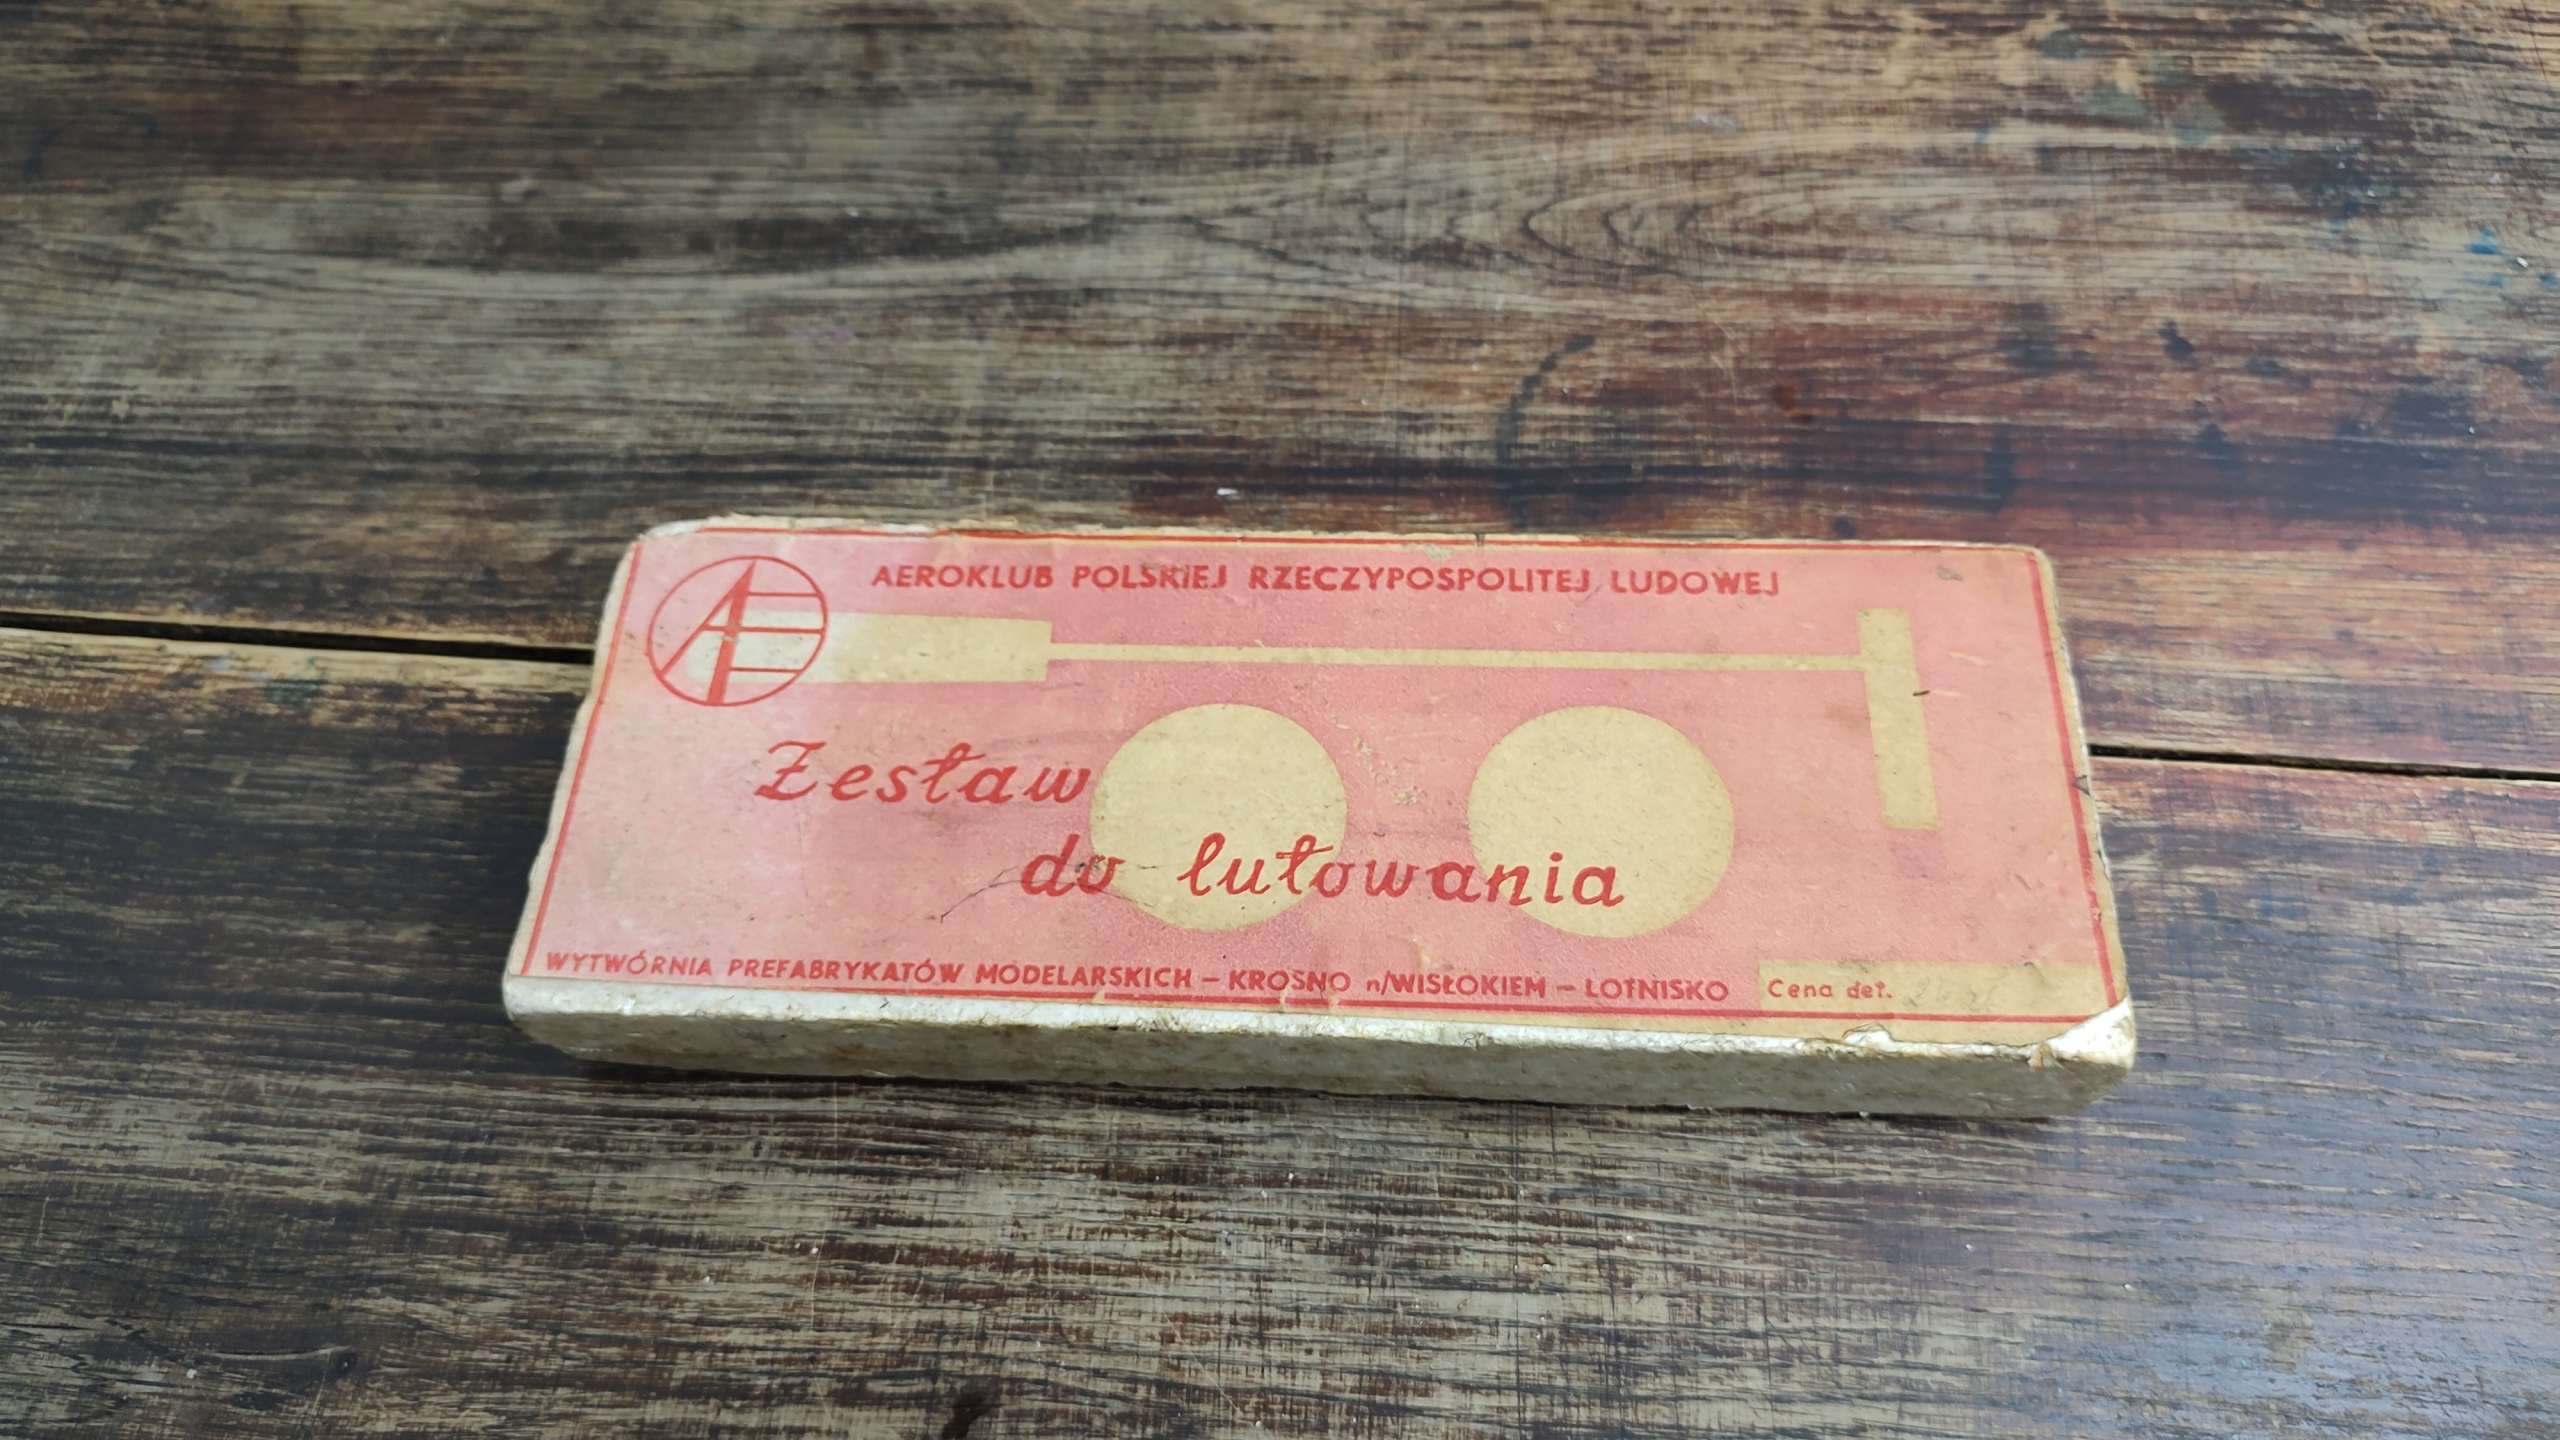 AEROKLUB POLSKIEJ RZECZYPOSPOLITEJ LUDOWEJ
Zestaw
do lutowania
WYTWÓRNIA PREFABRYKATÓW MODELARSKICH – KROSNO n/WISŁOKIEM – LOTNISKO
Cena det.